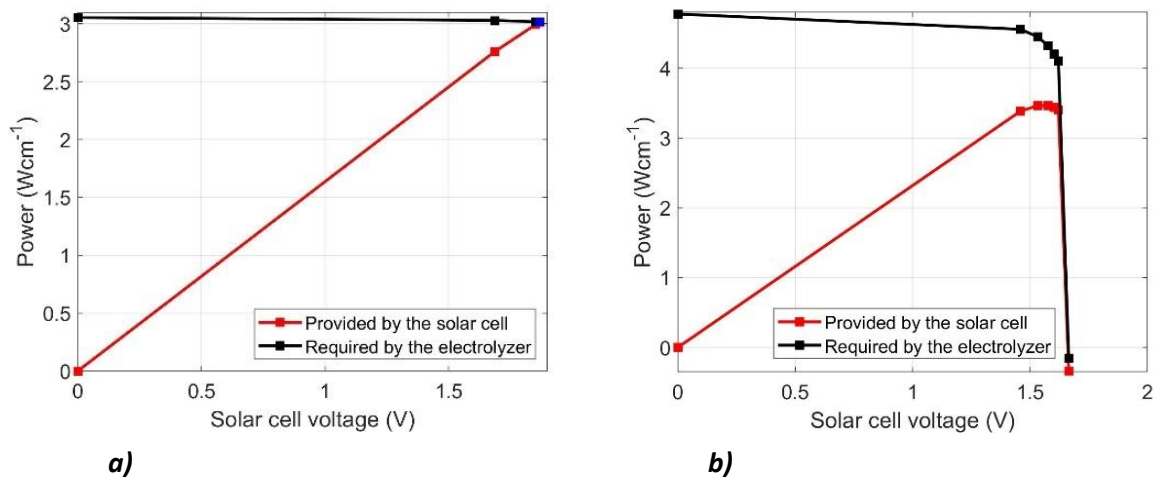 3
2.5
2
1.5
1
0.5
0
0 0.5 1 1.5
Power (Wcm⁻¹)
Solar cell voltage (V)
Provided by the solar cell
Required by the electrolyzer
a)
4
3
2
1
0
0 0.5 1 1.5 2
Power (Wcm⁻¹)
Solar cell voltage (V)
Provided by the solar cell
Required by the electrolyzer
b)